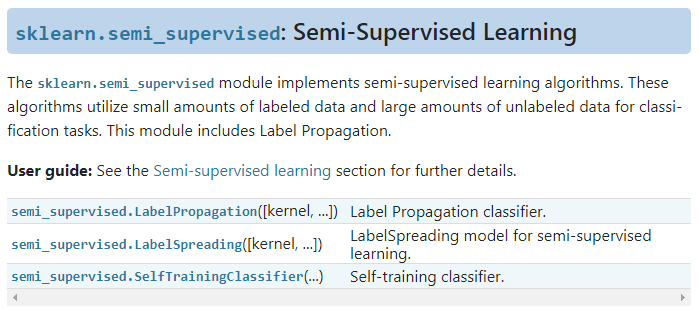 sklearn.semi_supervised: Semi-Supervised Learning
The sklearn.semi_supervised module implements semi-supervised learning algorithms. These
algorithms utilize small amounts of labeled data and large amounts of unlabeled data for classi-
fication tasks. This module includes Label Propagation.
User guide: See the Semi-supervised learning section for further details.
semi_supervised.LabelPropagation([kernel, ...]) Label Propagation classifier.
semi_supervised.LabelSpreading([kernel, ...]) LabelSpreading model for semi-supervised
learning.
semi_supervised.SelfTrainingClassifier(...) Self-training classifier.